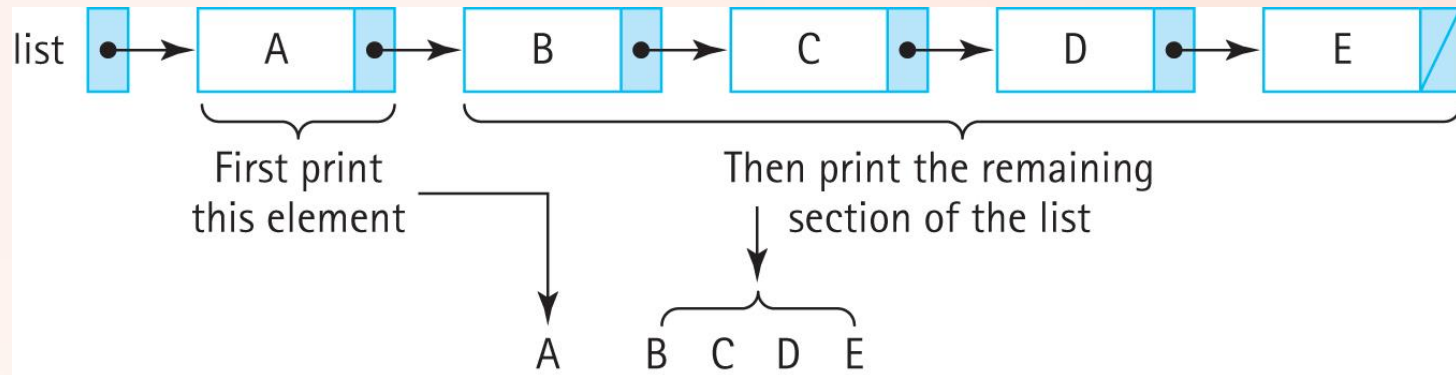 list A B C D E
First print
this element
Then print the remaining
section of the list
A B C D E